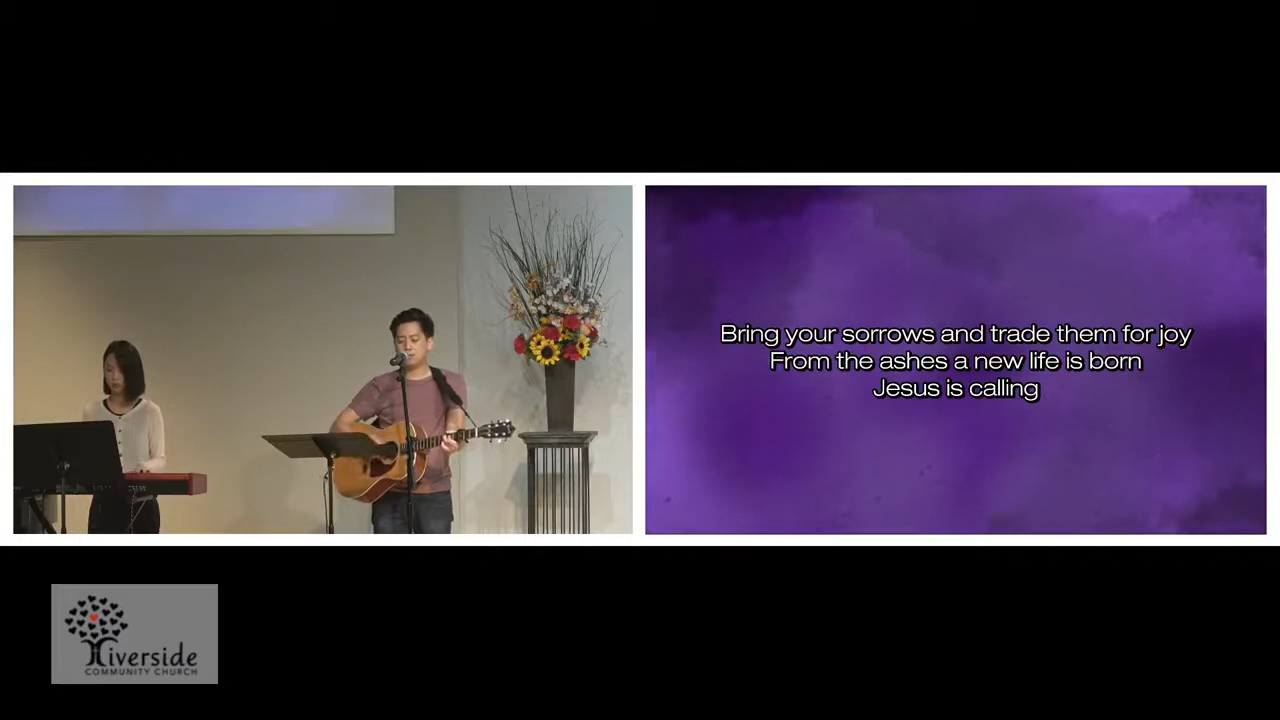 Bring your sorrows and trade them for joy
From the ashes a new life is born
Jesus is calling
Riverside
COMMUNITY CHURCH